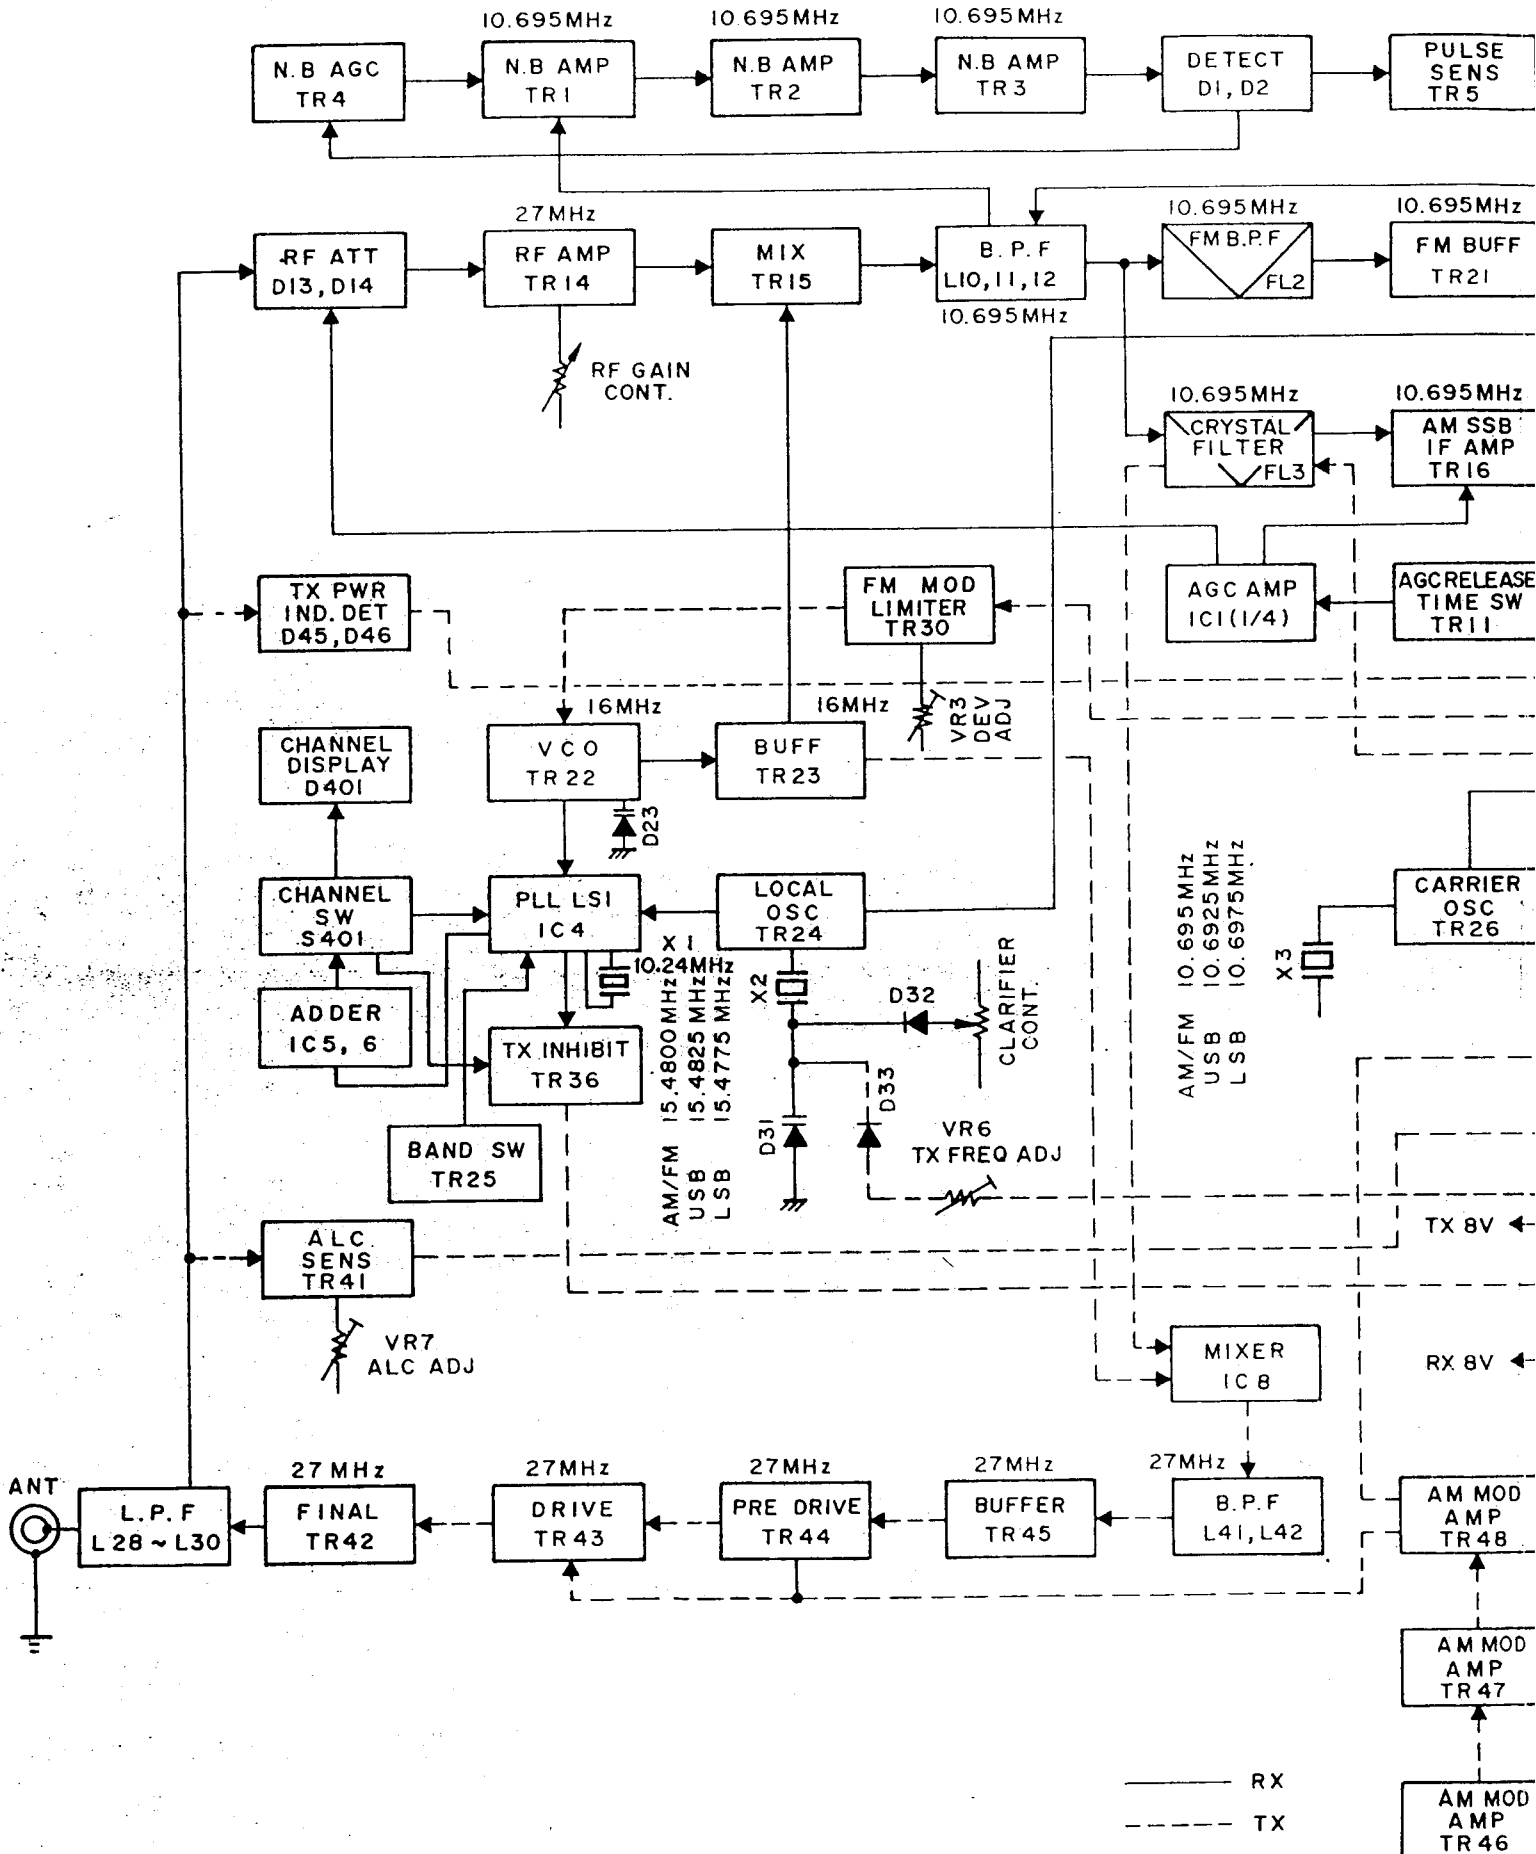 10.695MHz
10.695MHz
10.695MHz
N.B AGC
TR4
N.B AMP
TR1
N.B AMP
TR2
N.B AMP
TR3
DETECT
D1, D2
PULSE
SENS
TR5
27MHz
10.695MHz
10.695MHz
RF ATT
D13, D14
RF AMP
TR14
MIX
TR15
B.P.F
L10, 11, 12
10.695MHz
FM B.P.F
FL2
FM BUFF
TR21
RF GAIN
CONT.
10.695MHz
10.695MHz
CRYSTAL
FILTER
FL3
AM SSB
IF AMP
TR16
TX PWR
IND. DET
D45, D46
FM MOD
LIMITER
TR30
AGC AMP
IC1 (1/4)
AGC RELEASE
TIME SW
TR11
16MHz
16MHz
VR3
DEV
ADJ
CHANNEL
DISPLAY
D401
VCO
TR22
BUFF
TR23
D23
CHANNEL
SW
S401
PLL LSI
IC4
LOCAL
OSC
TR24
X1
10.24MHz
AM/FM 15.4800MHz
USB 15.4825MHz
LSB 15.4775MHz
X2
D32
CLARIFIER
CONT.
AM/FM 10.695MHz
USB 10.6925MHz
LSB 10.6975MHz
X3
CARRIER
OSC
TR26
ADDER
IC5, 6
TX INHIBIT
TR36
D31
D33
VR6
TX FREQ ADJ
BAND SW
TR25
TX 8V
ALC
SENS
TR41
VR7
ALC ADJ
MIXER
IC8
RX 8V
ANT
27MHz
27MHz
27MHz
27MHz
27MHz
L.P.F
L28 ~ L30
FINAL
TR42
DRIVE
TR43
PRE DRIVE
TR44
BUFFER
TR45
B.P.F
L41, L42
AM MOD
AMP
TR48
AM MOD
AMP
TR47
RX
TX
AM MOD
AMP
TR46